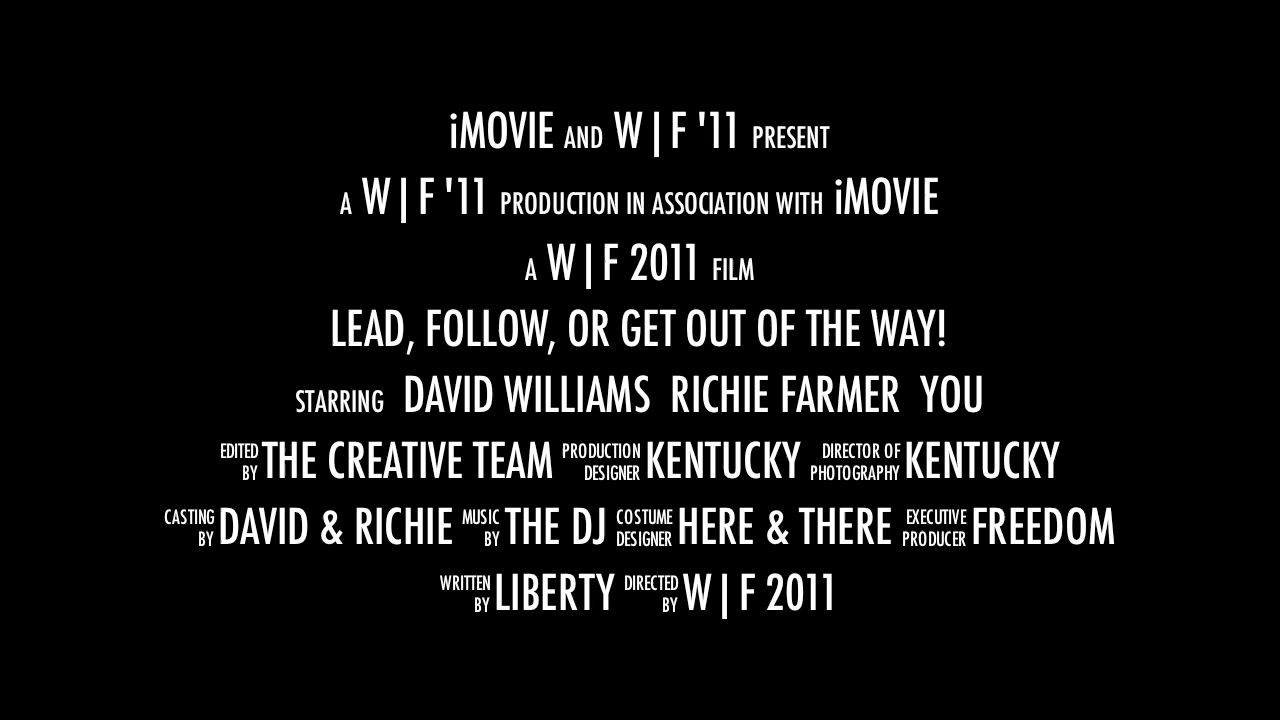 iMOVIE AND W|F '11 PRESENT
A W|F '11 PRODUCTION IN ASSOCIATION WITH iMOVIE
A W|F 2011 FILM
LEAD, FOLLOW, OR GET OUT OF THE WAY!
STARRING DAVID WILLIAMS RICHIE FARMER YOU
EDITED BY THE CREATIVE TEAM PRODUCTION DESIGNER KENTUCKY DIRECTOR OF PHOTOGRAPHY KENTUCKY
CASTING BY DAVID & RICHIE MUSIC BY THE DJ COSTUME DESIGNER HERE & THERE EXECUTIVE PRODUCER FREEDOM
WRITTEN BY LIBERTY DIRECTED BY W|F 2011